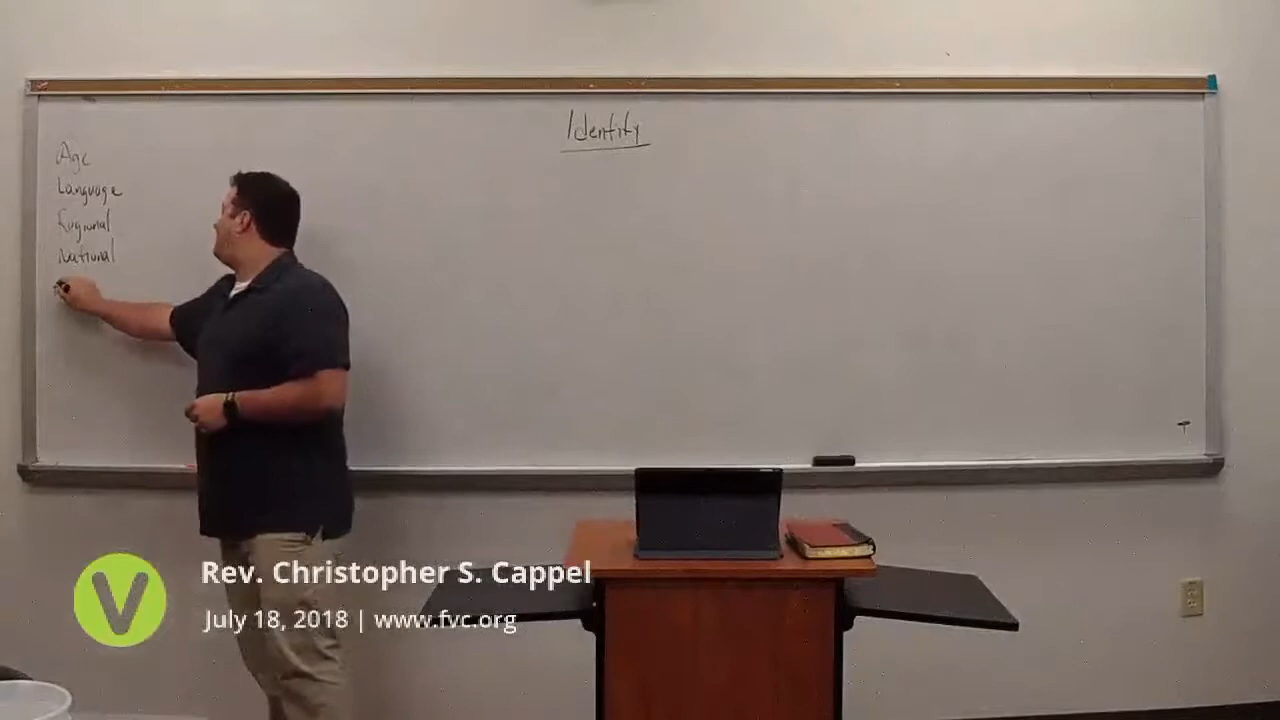 Identity
Age
Language
Regional
National
V
Rev. Christopher S. Cappel
July 18, 2018 | www.fvc.org